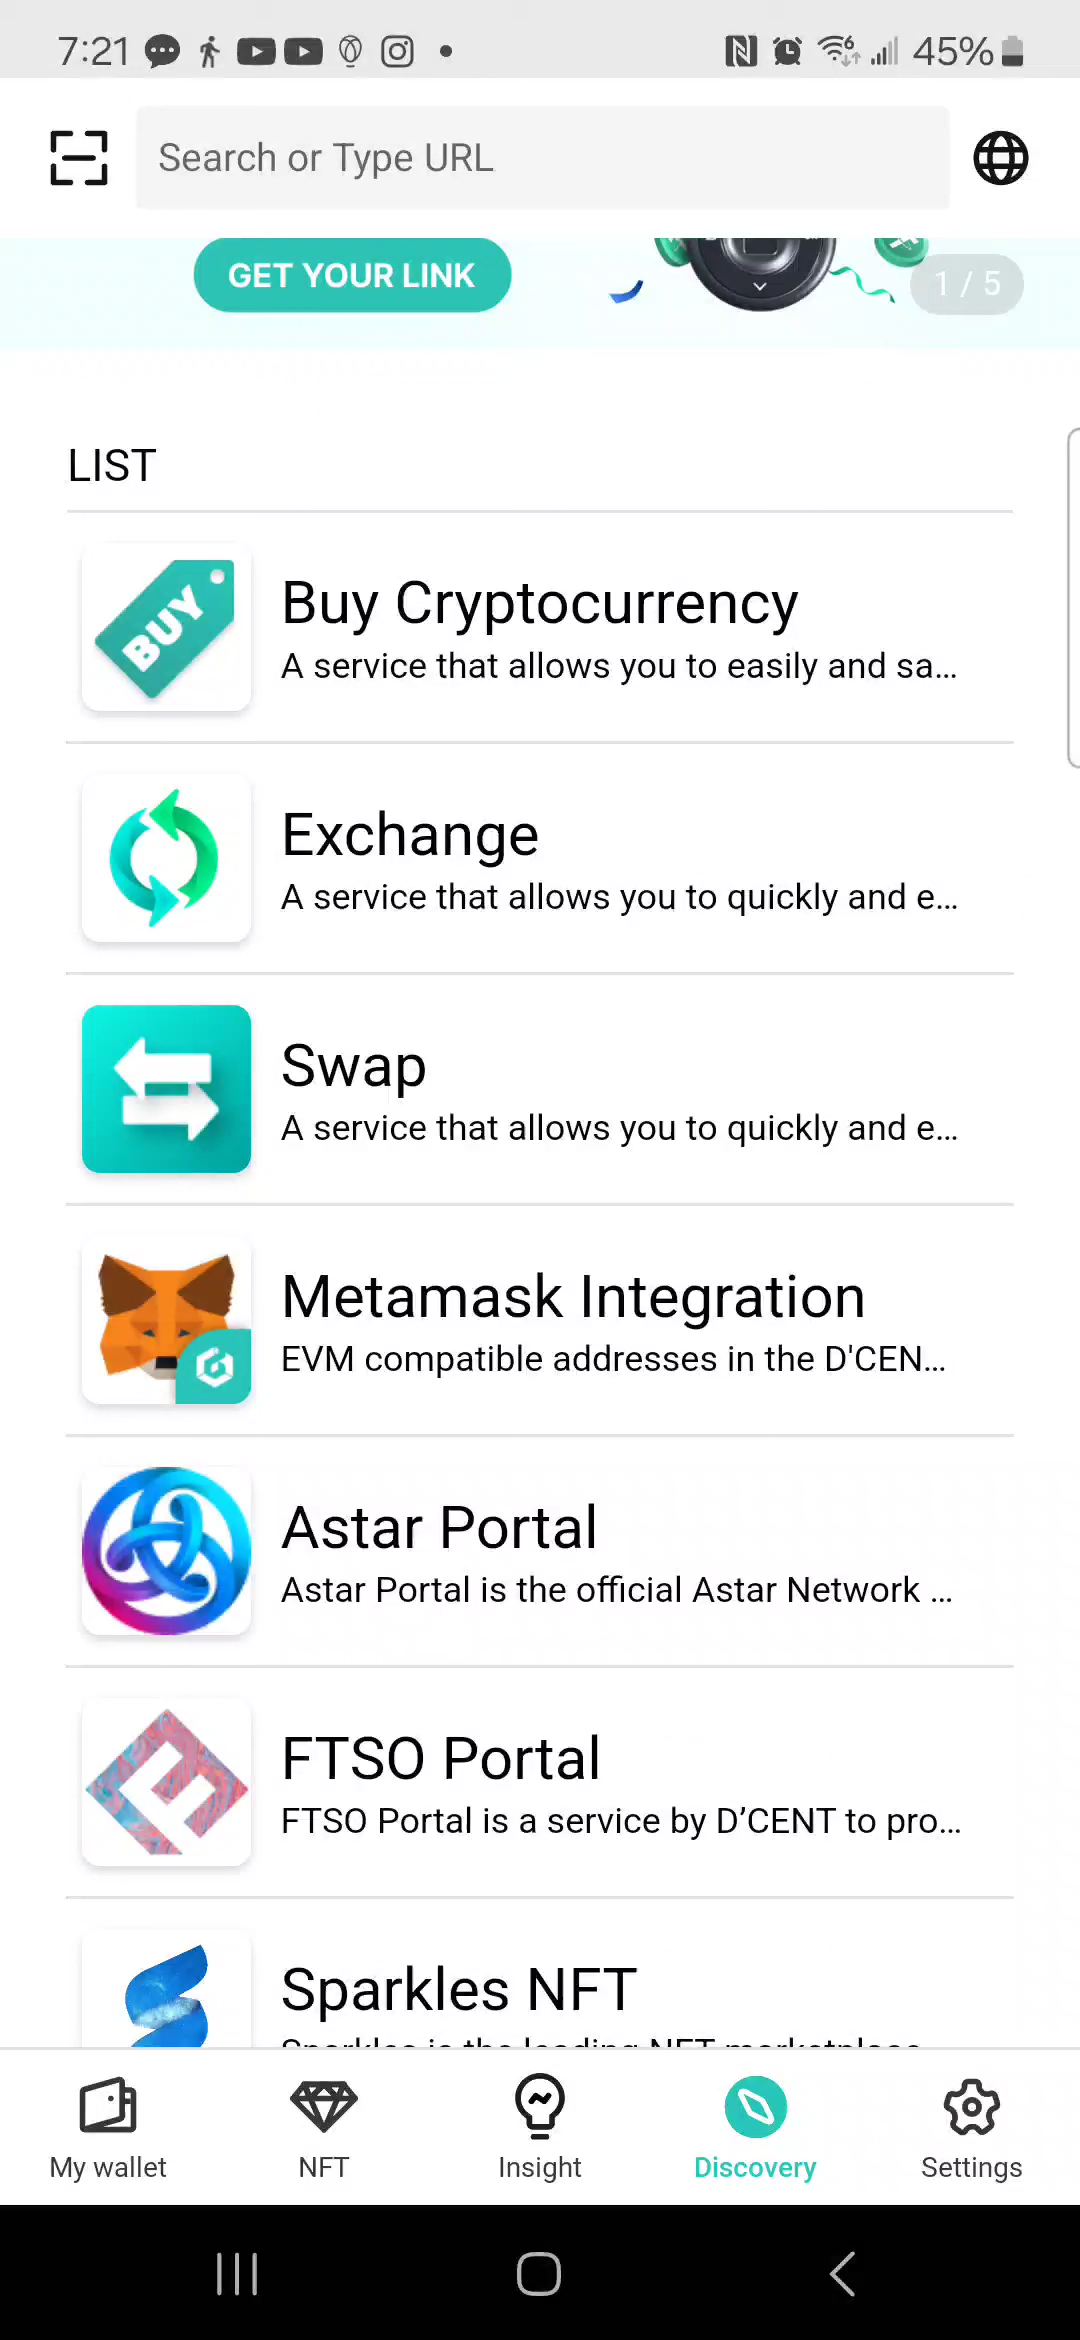 7:21
45%
Search or Type URL
GET YOUR LINK
1 / 5
LIST
BUY
Buy Cryptocurrency
A service that allows you to easily and sa...
Exchange
A service that allows you to quickly and e...
Swap
A service that allows you to quickly and e...
Metamask Integration
EVM compatible addresses in the D'CEN...
Astar Portal
Astar Portal is the official Astar Network ...
FTSO Portal
FTSO Portal is a service by D’CENT to pro...
Sparkles NFT
Sparkles is the leading NFT marketplace
My wallet
NFT
Insight
Discovery
Settings